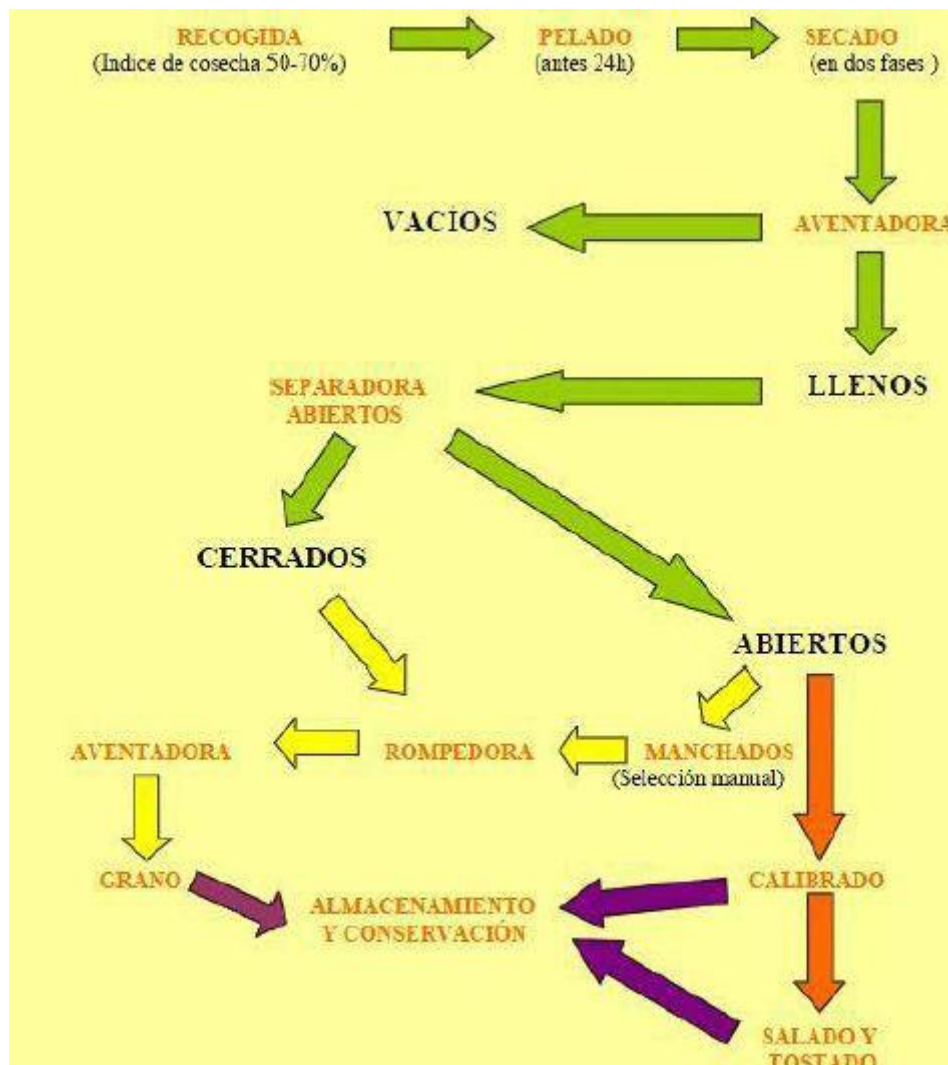 RECOGIDA
(Indice de cosecha 50-70%)
PELADO
(antes 24h)
SECADO
(en dos fases )
VACÍOS
AVENTADORA
LLENOS
SEPARADORA
ABIERTOS
CERRADOS
ABIERTOS
AVENTADORA
ROMPEDORA
MANCHADOS
(Selección manual)
GRANO
CALIBRADO
ALMACENAMIENTO
Y CONSERVACIÓN
SALADO Y
TOSTADO